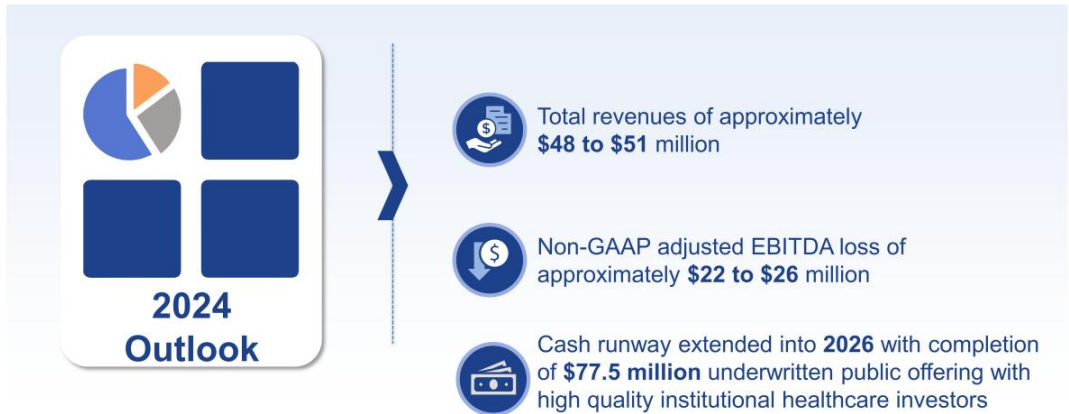 2024
Outlook
Total revenues of approximately
$48 to $51 million
Non-GAAP adjusted EBITDA loss of
approximately $22 to $26 million
Cash runway extended into 2026 with completion
of $77.5 million underwritten public offering with
high quality institutional healthcare investors